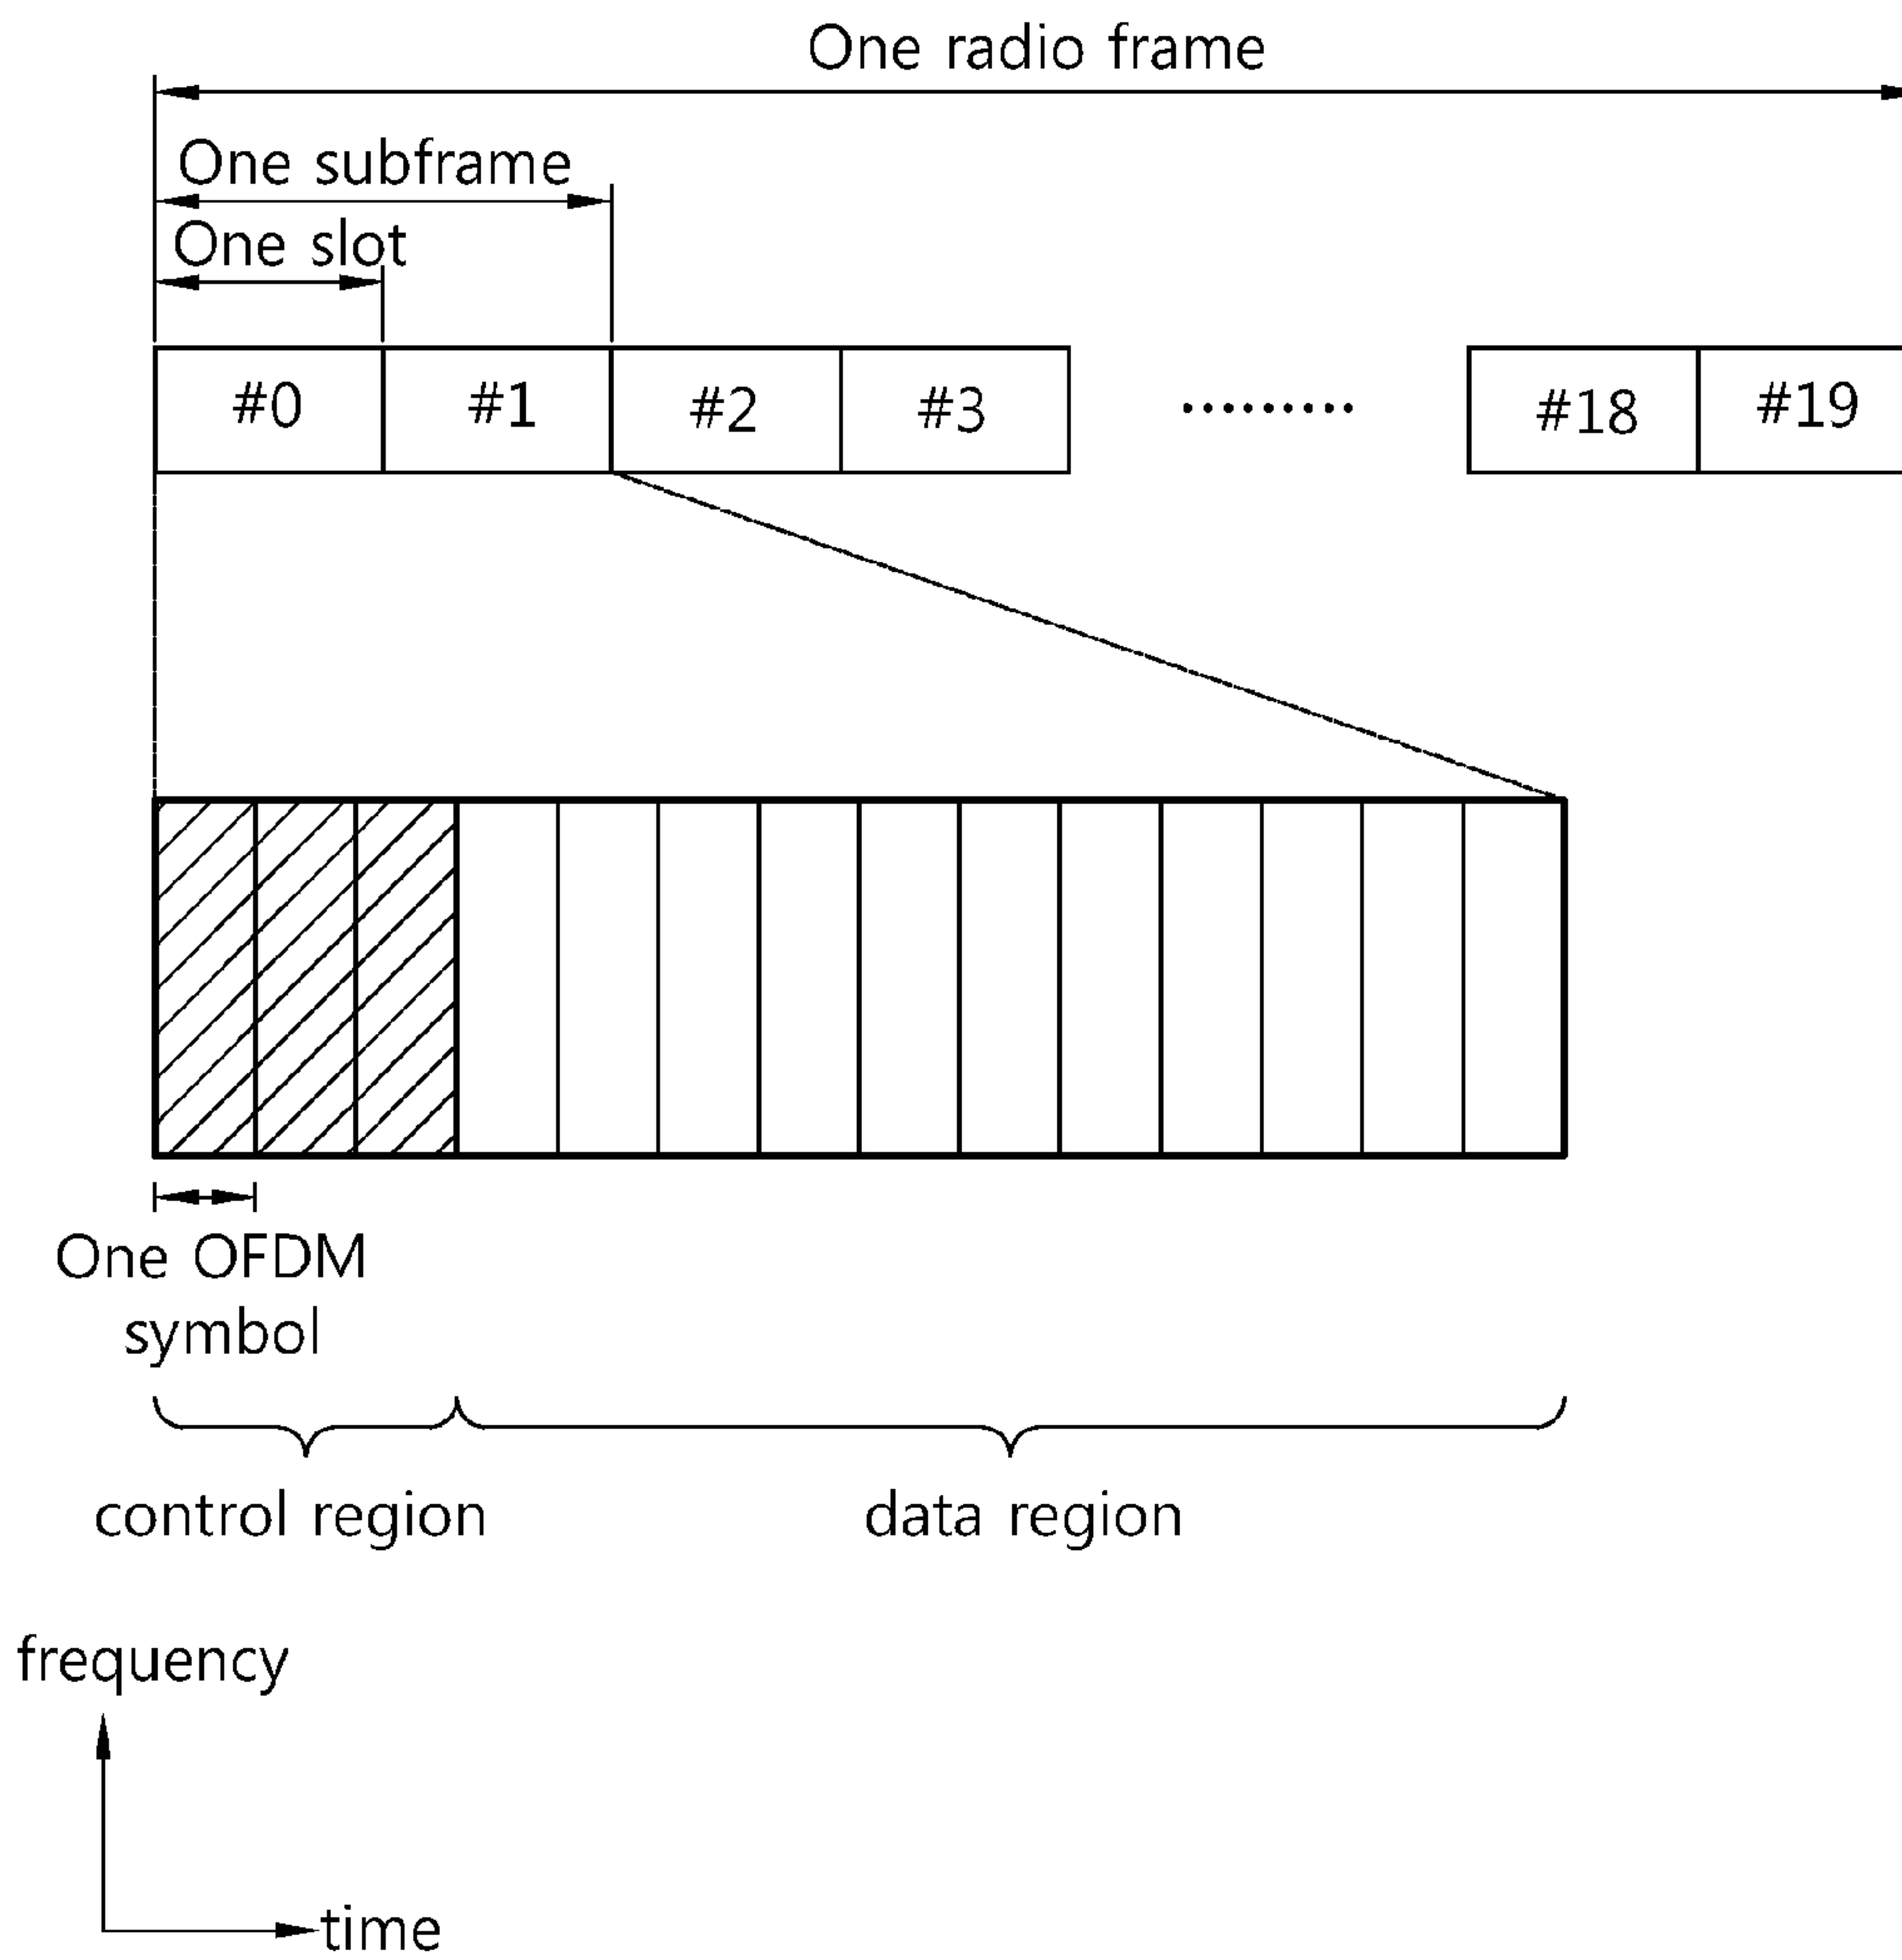 One radio frame
One subframe
One slot
#0 #1 #2 #3 ......... #18 #19
One OFDM
symbol
control region data region
frequency
time